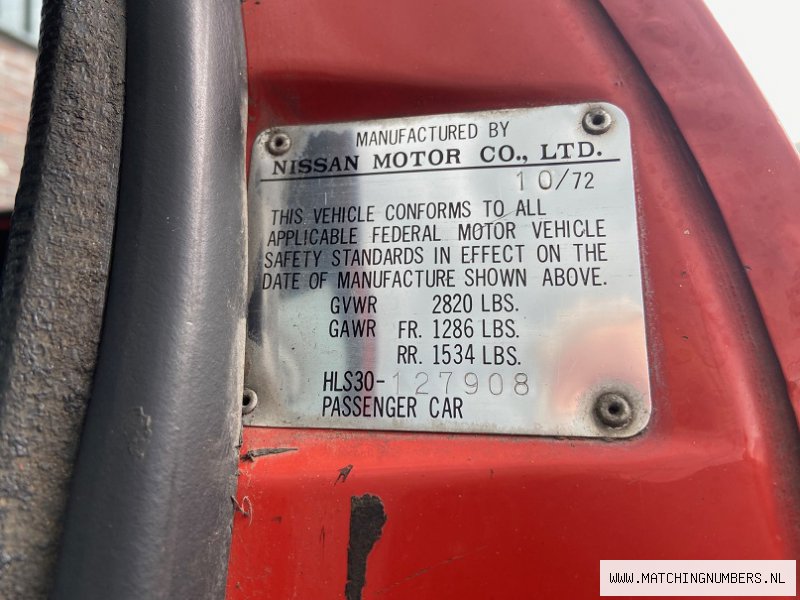 MANUFACTURED BY
NISSAN MOTOR CO., LTD.
10/72
THIS VEHICLE CONFORMS TO ALL
APPLICABLE FEDERAL MOTOR VEHICLE
SAFETY STANDARDS IN EFFECT ON THE
DATE OF MANUFACTURE SHOWN ABOVE.
GVWR 2820 LBS.
GAWR FR. 1286 LBS.
RR. 1534 LBS.
HLS30-127908
PASSENGER CAR
WWW.MATCHINGNUMBERS.NL